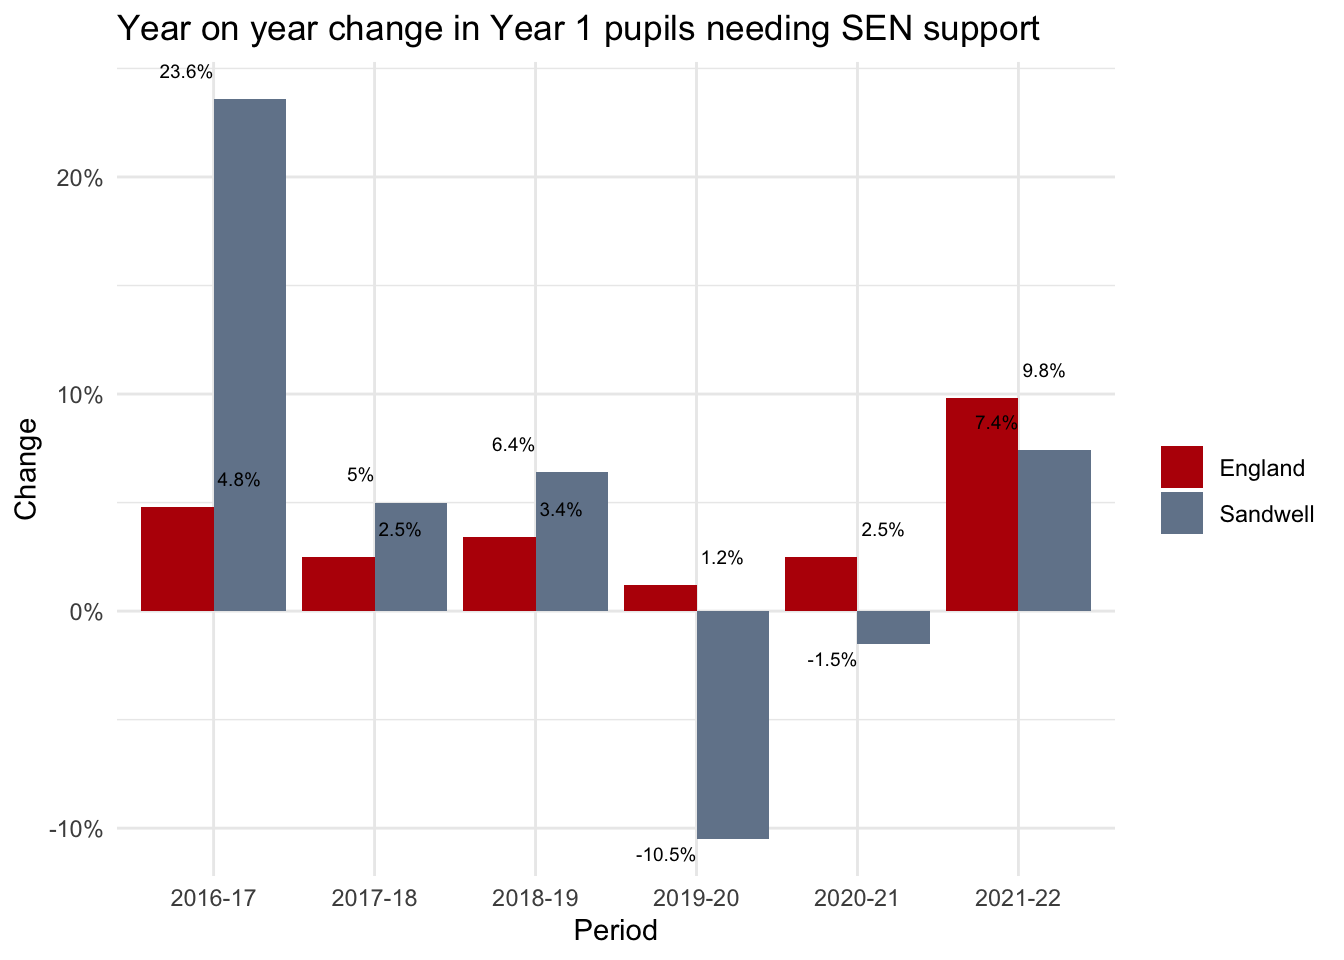 Year on year change in Year 1 pupils needing SEN support
23.6%
20%
9.8%
10%
7.4%
6.4%
5%
4.8%
3.4%
2.5%
2.5%
1.2%
Change
England
Sandwell
0%
-1.5%
-10%
-10.5%
2016-17 2017-18 2018-19 2019-20 2020-21 2021-22
Period